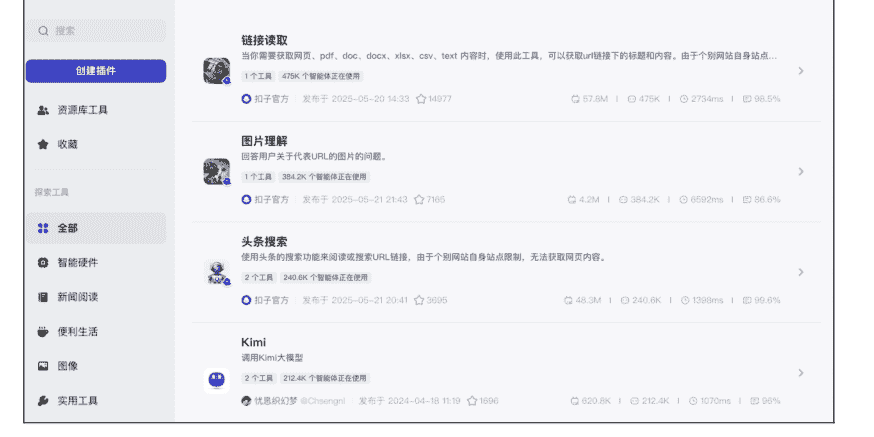 搜索
创建插件
资源库工具
收藏
探索工具
全部
智能硬件
新闻阅读
便利生活
图像
实用工具
链接读取
当你需要获取网页、pdf、doc、docx、xlsx、csv、text 内容时，使用此工具，可以获取url链接下的标题和内容。由于个别网站自身站点...
1 个工具 475K 个智能体正在使用
扣子官方 发布于 2025-05-20 14:33 14977 57.8M 475K 2734ms 98.5%
图片理解
回答用户关于代表URL的图片的问题。
1 个工具 384.2K 个智能体正在使用
扣子官方 发布于 2025-05-21 21:43 7165 4.2M 384.2K 6592ms 86.6%
头条搜索
使用头条的搜索功能来阅读或搜索URL链接，由于个别网站自身站点限制，无法获取网页内容。
2 个工具 240.6K 个智能体正在使用
扣子官方 发布于 2025-05-21 20:41 3695 48.3M 240.6K 1398ms 99.6%
Kimi
调用Kimi大模型
2 个工具 212.4K 个智能体正在使用
忧思织幻梦 发布于 2024-04-18 11:19 1696 620.8K 212.4K 1070ms 96%